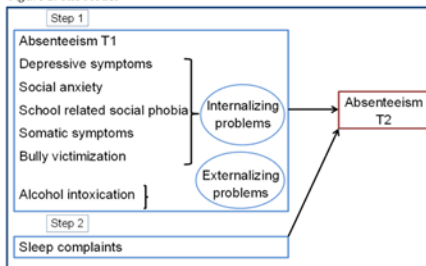 Step 1
Absenteeism T1
Depressive symptoms
Social anxiety
School related social phobia
Somatic symptoms
Bully victimization
Alcohol intoxication
Internalizing
problems
Externalizing
problems
Absenteeism
T2
Step 2
Sleep complaints